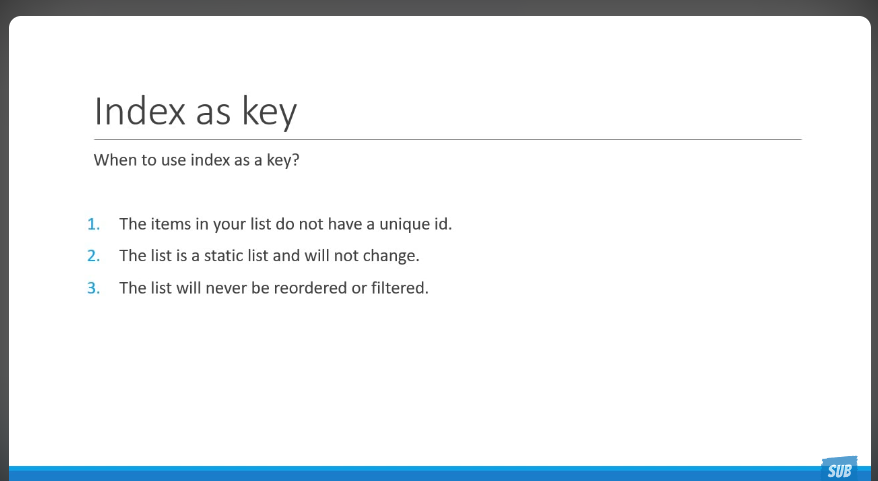 Index as key
When to use index as a key?
1. The items in your list do not have a unique id.
2. The list is a static list and will not change.
3. The list will never be reordered or filtered.
SUB